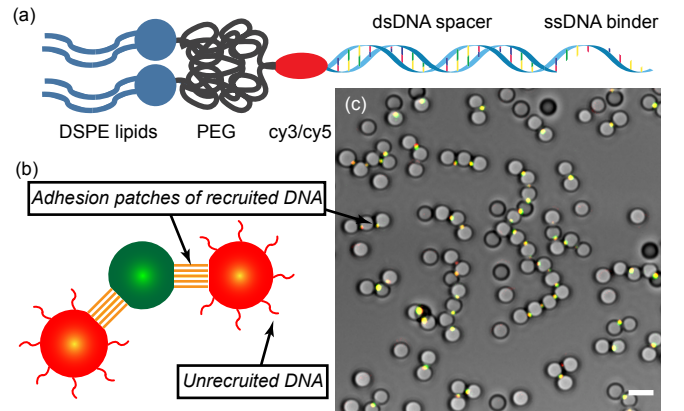 (a)
dsDNA spacer
ssDNA binder
DSPE lipids
PEG
cy3/cy5
(b)
(c)
Adhesion patches of recruited DNA
Unrecruited DNA